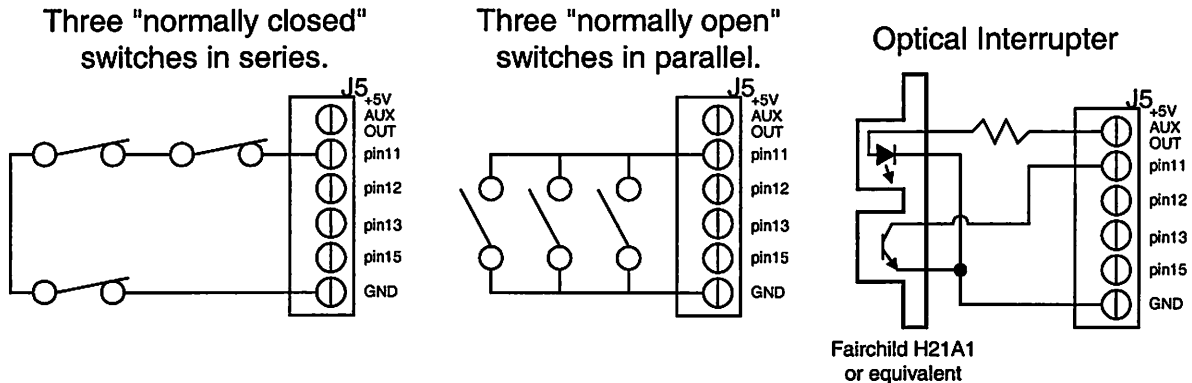 Three "normally closed"
switches in series.
J5
+5V
AUX
OUT
pin11
pin12
pin13
pin15
GND
Three "normally open"
switches in parallel.
J5
+5V
AUX
OUT
pin11
pin12
pin13
pin15
GND
Optical Interrupter
J5
+5V
AUX
OUT
pin11
pin12
pin13
pin15
GND
Fairchild H21A1
or equivalent